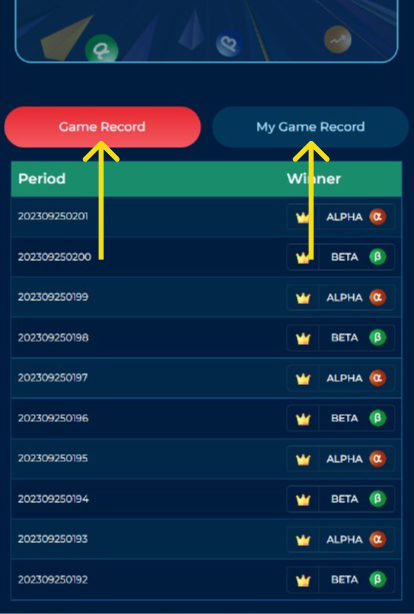 Game Record My Game Record
Period Winner
202309250201 ALPHA α
202309250200 BETA β
202309250199 ALPHA α
202309250198 BETA β
202309250197 ALPHA α
202309250196 BETA β
202309250195 ALPHA α
202309250194 BETA β
202309250193 ALPHA α
202309250192 BETA β